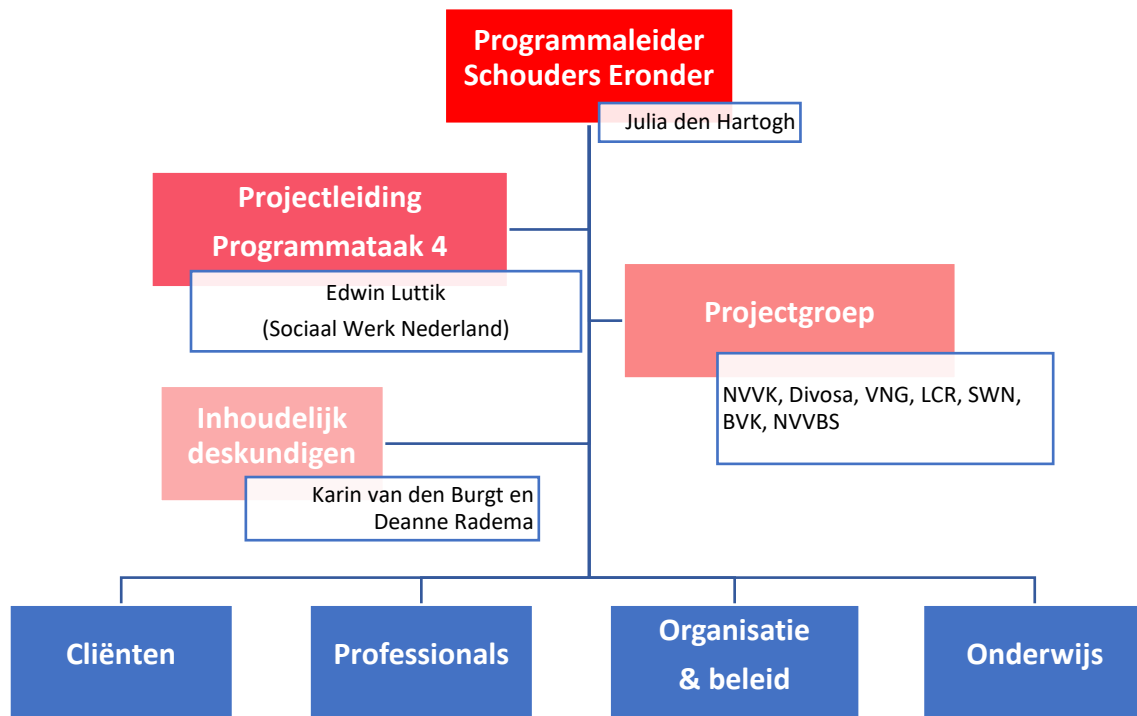 Programmaleider
Schouders Eronder
Julia den Hartogh
Projectleiding
Programmataak 4
Edwin Luttik
(Sociaal Werk Nederland)
Projectgroep
NVVK, Divosa, VNG, LCR, SWN,
BVK, NVVBS
Inhoudelijk
deskundigen
Karin van den Burgt en
Deanne Radema
Cliënten
Professionals
Organisatie
& beleid
Onderwijs